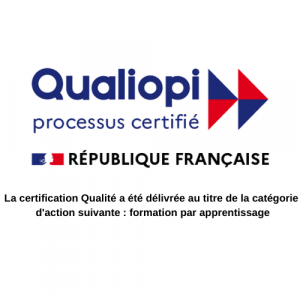 Qualiopi
processus certifié
RÉPUBLIQUE FRANÇAISE
La certification Qualité a été délivrée au titre de la catégorie
d'action suivante : formation par apprentissage